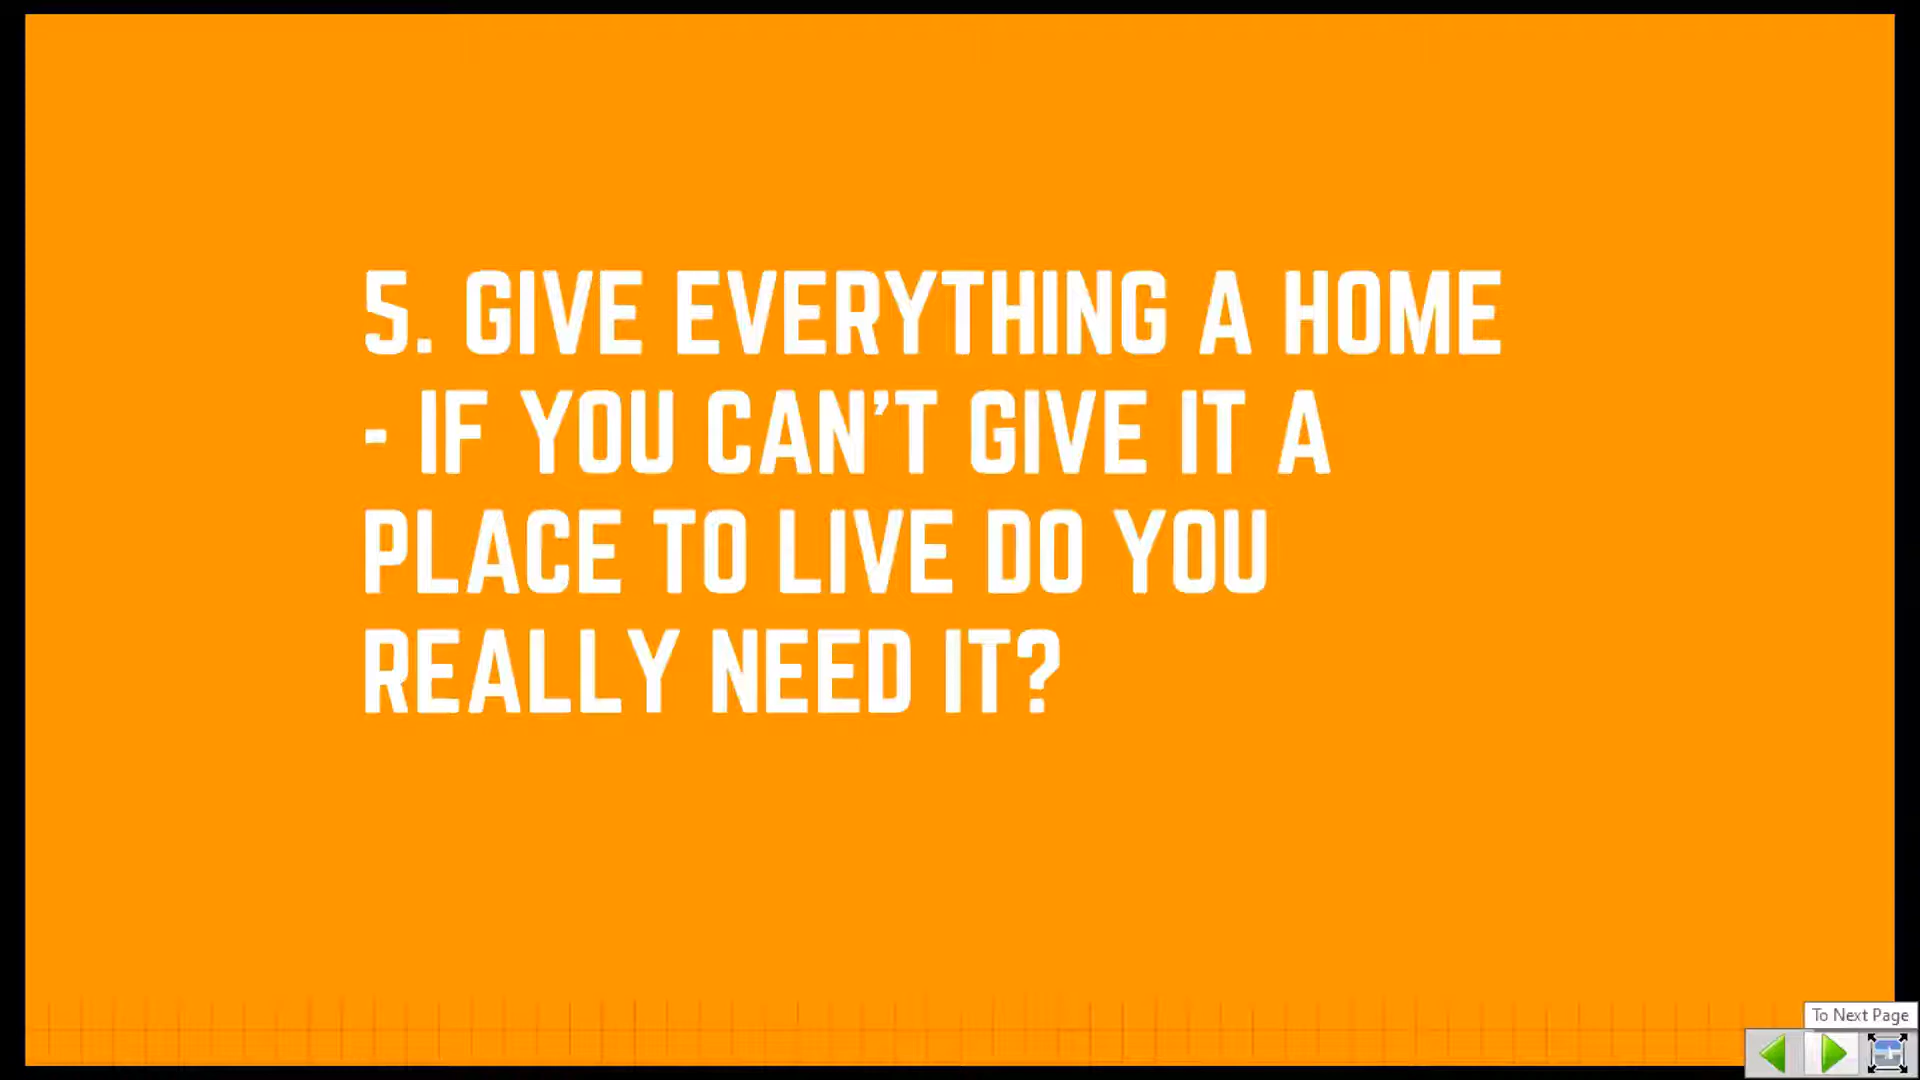 5. GIVE EVERYTHING A HOME
- IF YOU CAN’T GIVE IT A
PLACE TO LIVE DO YOU
REALLY NEED IT?
To Next Page